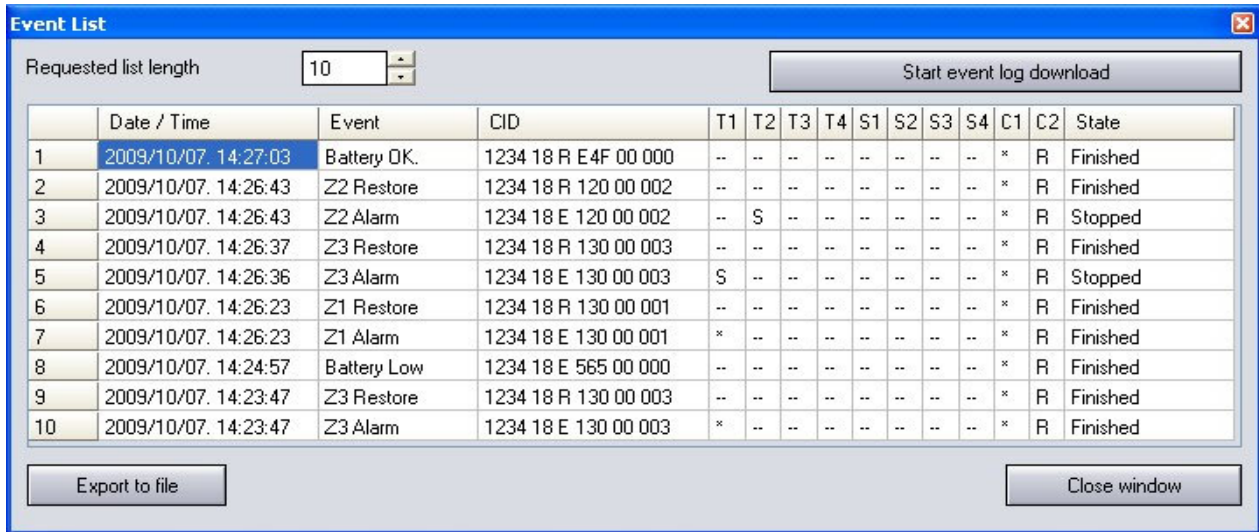 Event List
Requested list length 10 Start event log download
Date / Time Event CID T1 T2 T3 T4 S1 S2 S3 S4 C1 C2 State
1 2009/10/07. 14:27:03 Battery OK. 1234 18 R E4F 00 000 -- -- -- -- -- -- -- -- * R Finished
2 2009/10/07. 14:26:43 Z2 Restore 1234 18 R 120 00 002 -- -- -- -- -- -- -- -- * R Finished
3 2009/10/07. 14:26:43 Z2 Alarm 1234 18 E 120 00 002 -- S -- -- -- -- -- -- * R Stopped
4 2009/10/07. 14:26:37 Z3 Restore 1234 18 R 130 00 003 -- -- -- -- -- -- -- -- * R Finished
5 2009/10/07. 14:26:36 Z3 Alarm 1234 18 E 130 00 003 S -- -- -- -- -- -- -- * R Stopped
6 2009/10/07. 14:26:23 Z1 Restore 1234 18 R 130 00 001 -- -- -- -- -- -- -- -- * R Finished
7 2009/10/07. 14:26:23 Z1 Alarm 1234 18 E 130 00 001 * -- -- -- -- -- -- -- * R Finished
8 2009/10/07. 14:24:57 Battery Low 1234 18 E 565 00 000 -- -- -- -- -- -- -- -- * R Finished
9 2009/10/07. 14:23:47 Z3 Restore 1234 18 R 130 00 003 -- -- -- -- -- -- -- -- * R Finished
10 2009/10/07. 14:23:47 Z3 Alarm 1234 18 E 130 00 003 * -- -- -- -- -- -- -- * R Finished
Export to file Close window